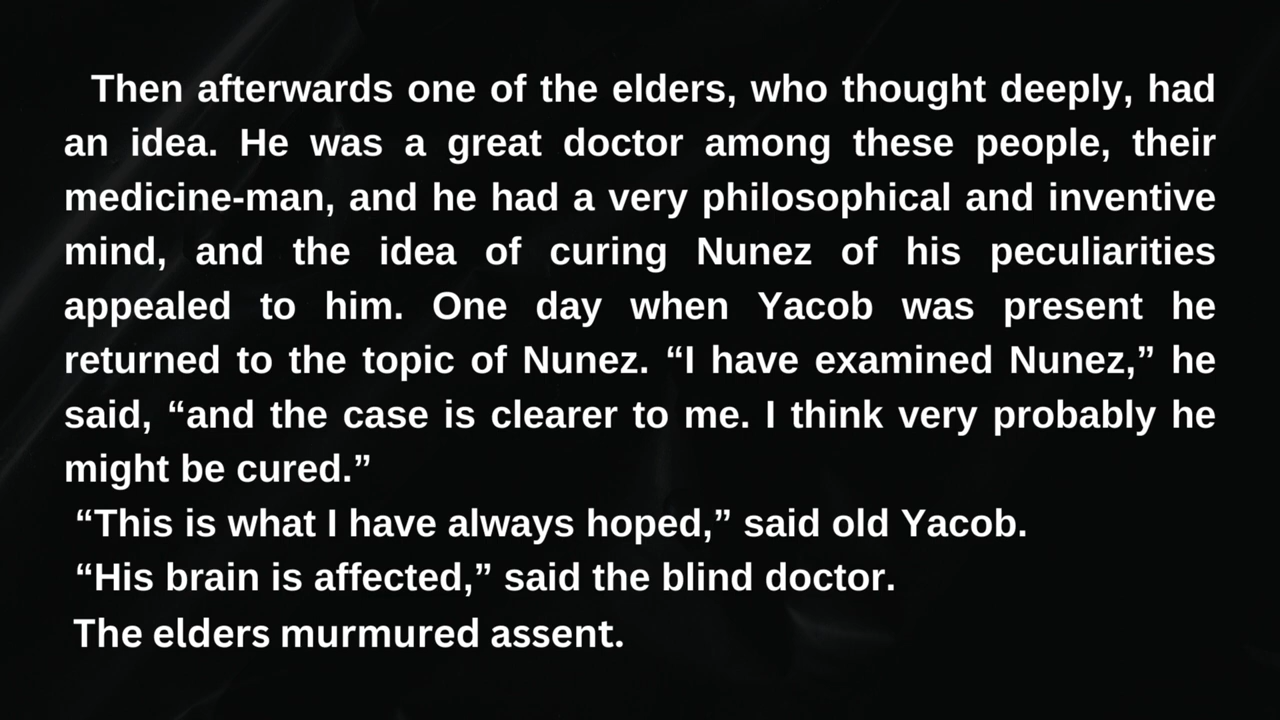 Then afterwards one of the elders, who thought deeply, had
an idea. He was a great doctor among these people, their
medicine-man, and he had a very philosophical and inventive
mind, and the idea of curing Nunez of his peculiarities
appealed to him. One day when Yacob was present he
returned to the topic of Nunez. “I have examined Nunez,” he
said, “and the case is clearer to me. I think very probably he
might be cured.”
“This is what I have always hoped,” said old Yacob.
“His brain is affected,” said the blind doctor.
The elders murmured assent.